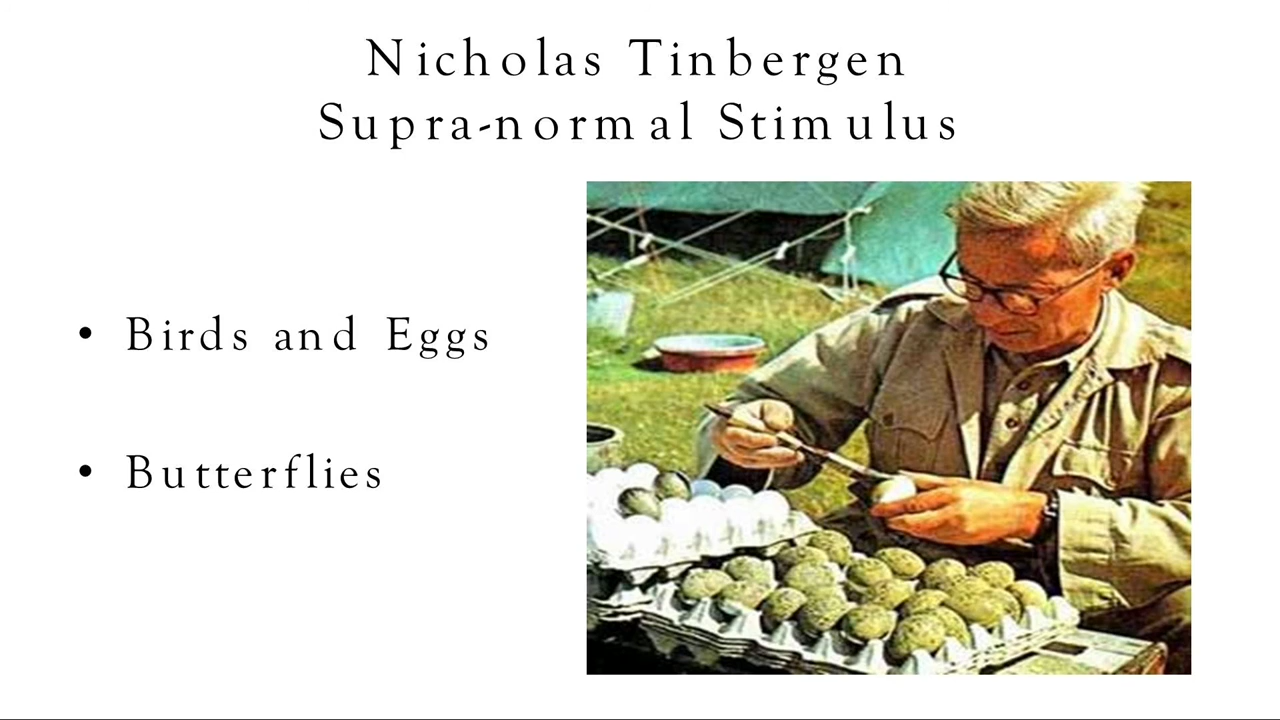 Nicholas Tinbergen
Supra-normal Stimulus
• Birds and Eggs
• Butterflies